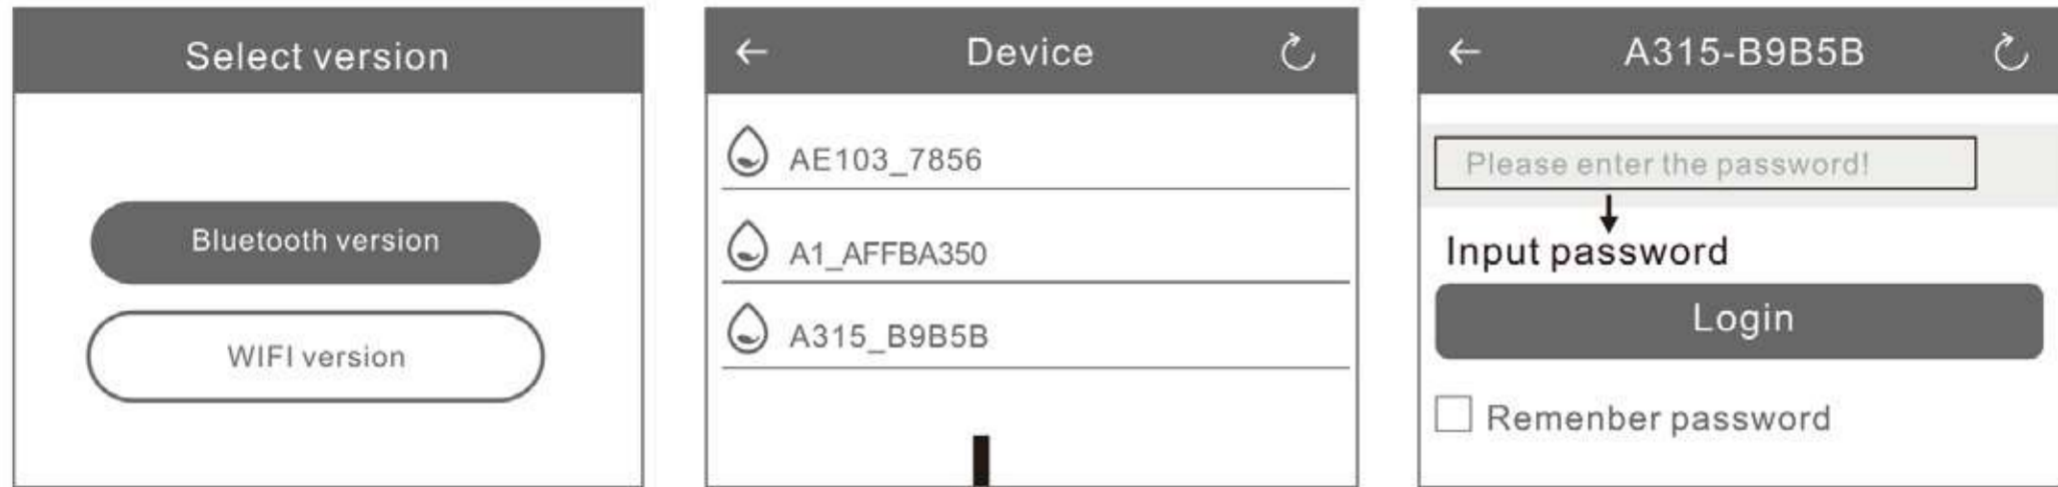 Select version
Bluetooth version
WIFI version
Device
AE103_7856
A1_AFFBA350
A315_B9B5B
A315-B9B5B
Please enter the password!
Input password
Login
Remenber password